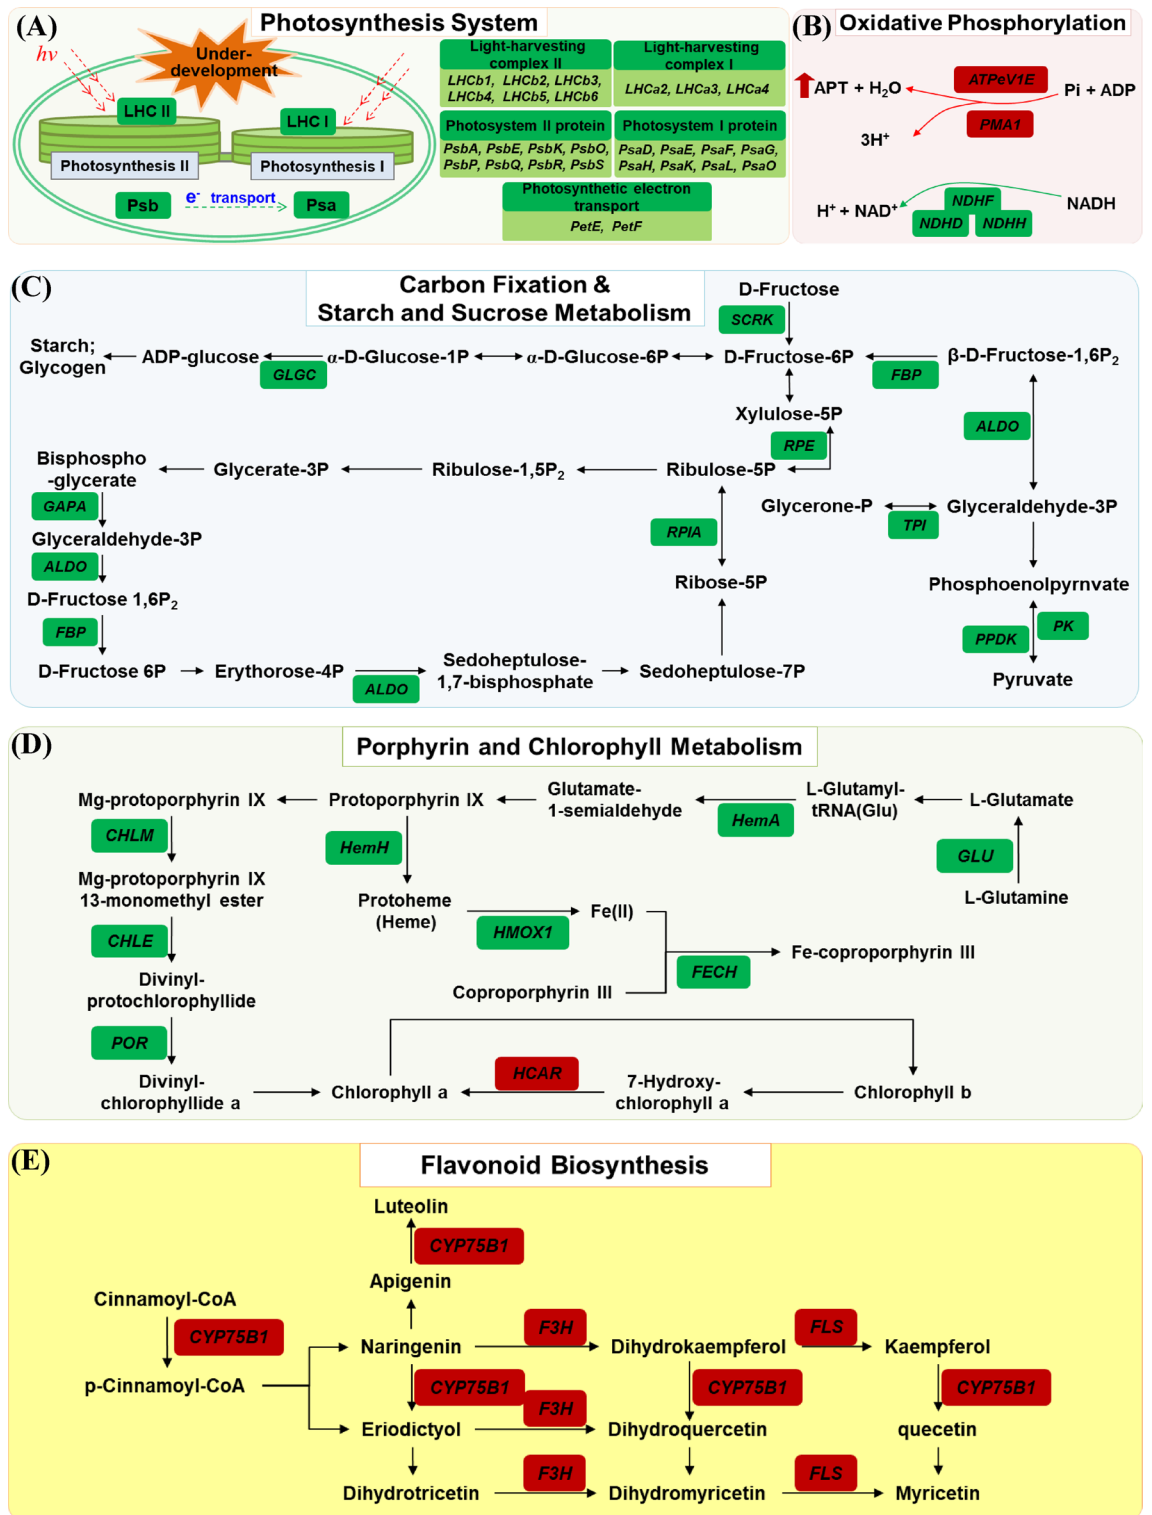 (A)
Photosynthesis System
hν
Under-
development
LHC II
LHC I
Photosynthesis II
Photosynthesis I
Psb
e- transport
Psa
Light-harvesting
complex II
LHCb1, LHCb2, LHCb3,
LHCb4, LHCb5, LHCb6
Light-harvesting
complex I
LHCa2, LHCa3, LHCa4
Photosystem II protein
PsbA, PsbE, PsbK, PsbO,
PsbP, PsbQ, PsbR, PsbS
Photosystem I protein
PsaD, PsaE, PsaF, PsaG,
PsaH, PsaK, PsaL, PsaO
Photosynthetic electron
transport
PetE, PetF
(B)
Oxidative Phosphorylation
ATPeV1E
APT + H₂O
Pi + ADP
PMA1
3H⁺
H⁺ + NAD⁺
NDHF
NADH
NDHD
NDHH
(C)
Carbon Fixation &
Starch and Sucrose Metabolism
D-Fructose
SCRK
Starch;
Glycogen
ADP-glucose
α-D-Glucose-1P
α-D-Glucose-6P
D-Fructose-6P
β-D-Fructose-1,6P₂
GLGC
FBP
Xylulose-5P
ALDO
RPE
Bisphospho
-glycerate
Glycerate-3P
Ribulose-1,5P₂
Ribulose-5P
GAPA
Glycerone-P
Glyceraldehyde-3P
TPI
RPIA
Glyceraldehyde-3P
ALDO
Ribose-5P
Phosphoenolpyrnvate
D-Fructose 1,6P₂
FBP
PPDK
PK
D-Fructose 6P
Erythorose-4P
Sedoheptulose-
1,7-bisphosphate
Sedoheptulose-7P
Pyruvate
ALDO
(D)
Porphyrin and Chlorophyll Metabolism
Mg-protoporphyrin IX
Protoporphyrin IX
Glutamate-
1-semialdehyde
L-Glutamyl-
tRNA(Glu)
L-Glutamate
HemA
CHLM
HemH
GLU
Mg-protoporphyrin IX
13-monomethyl ester
Protoheme
(Heme)
Fe(II)
L-Glutamine
HMOX1
CHLE
Fe-coproporphyrin III
FECH
Divinyl-
protochlorophyllide
Coproporphyrin III
POR
HCAR
Divinyl-
chlorophyllide a
Chlorophyll a
7-Hydroxy-
chlorophyll a
Chlorophyll b
(E)
Flavonoid Biosynthesis
Luteolin
CYP75B1
Apigenin
Cinnamoyl-CoA
CYP75B1
F3H
FLS
Naringenin
Dihydrokaempferol
Kaempferol
p-Cinnamoyl-CoA
CYP75B1
CYP75B1
CYP75B1
F3H
Eriodictyol
Dihydroquercetin
quecetin
F3H
FLS
Dihydrotricetin
Dihydromyricetin
Myricetin